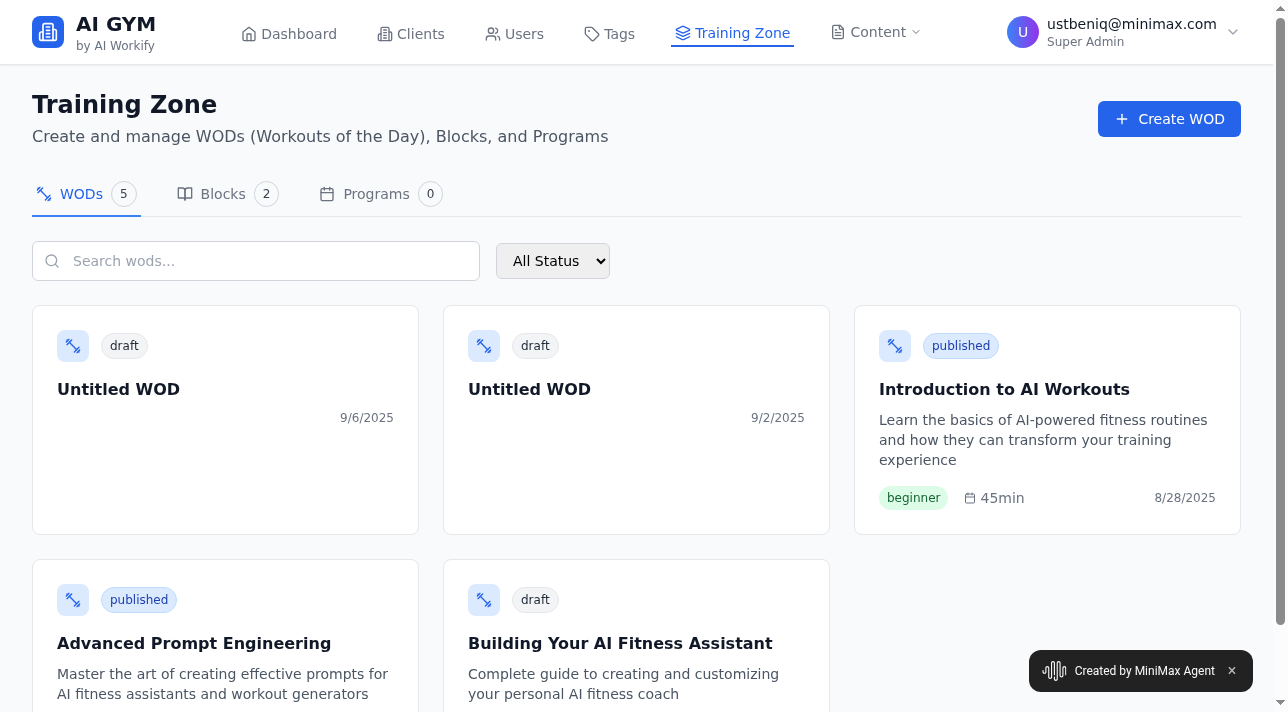 AI GYM
by AI Workify
Dashboard
Clients
Users
Tags
Training Zone
Content
U
ustbeniq@minimax.com
Super Admin
Training Zone
Create and manage WODs (Workouts of the Day), Blocks, and Programs
Create WOD
WODs 5
Blocks 2
Programs 0
Search wods...
All Status
draft
Untitled WOD
9/6/2025
draft
Untitled WOD
9/2/2025
published
Introduction to AI Workouts
Learn the basics of AI-powered fitness routines
and how they can transform your training
experience
beginner
45min
8/28/2025
published
Advanced Prompt Engineering
Master the art of creating effective prompts for
AI fitness assistants and workout generators
draft
Building Your AI Fitness Assistant
Complete guide to creating and customizing
your personal AI fitness coach
Created by MiniMax Agent